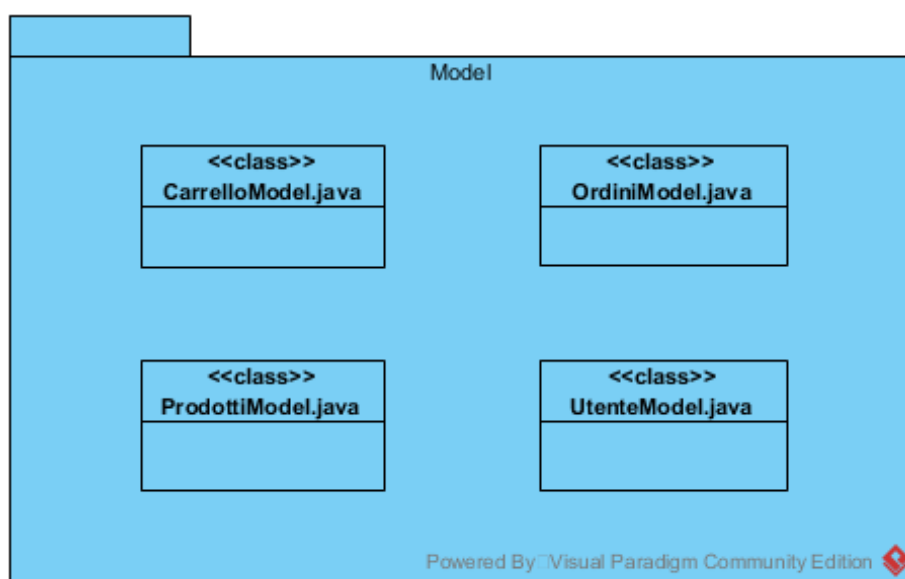 Model
<<class>>
CarrelloModel.java
<<class>>
OrdiniModel.java
<<class>>
ProdottiModel.java
<<class>>
UtenteModel.java
Powered By Visual Paradigm Community Edition